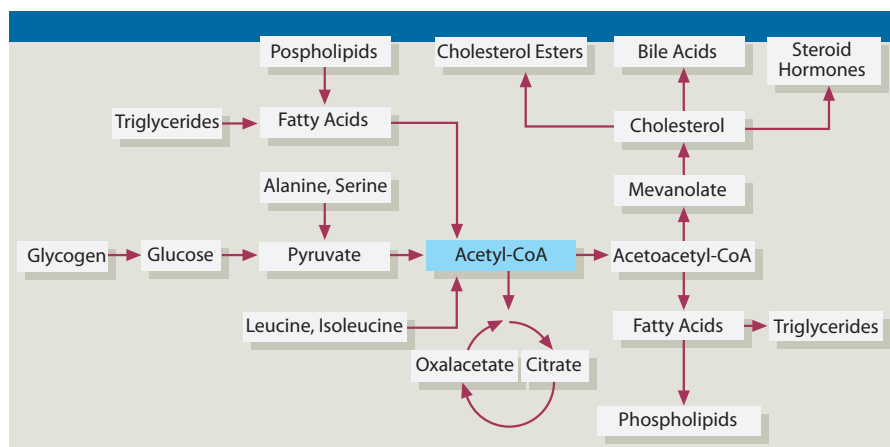 Pospholipids
Cholesterol Esters
Bile Acids
Steroid
Hormones
Triglycerides
Fatty Acids
Cholesterol
Alanine, Serine
Mevanolate
Glycogen
Glucose
Pyruvate
Acetyl-CoA
Acetoacetyl-CoA
Leucine, Isoleucine
Fatty Acids
Triglycerides
Oxalacetate
Citrate
Phospholipids